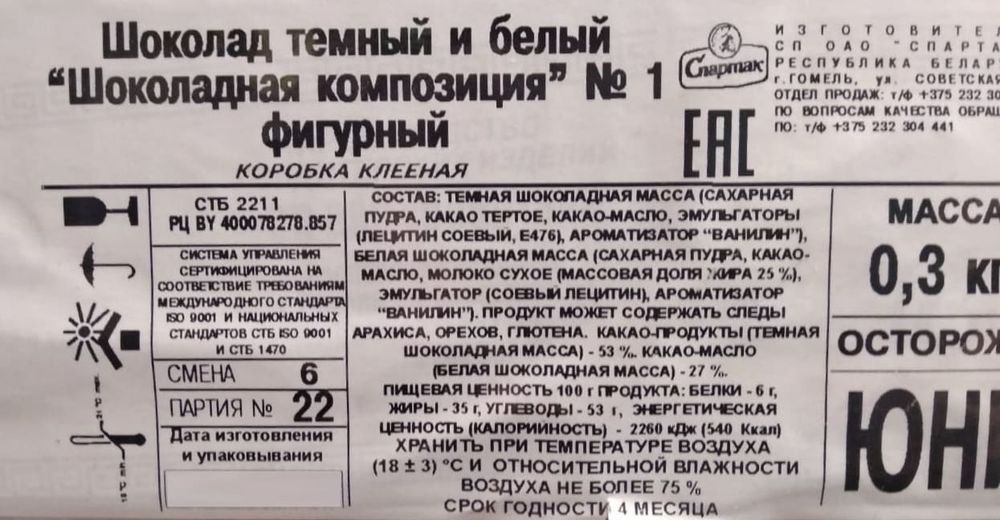 Шоколад темный и белый
“Шоколадная композиция” № 1
фигурный
КОРОБКА КЛЕЕНАЯ
Спартак
EAC
ИЗГОТОВИТЕ
СП ОАО "СПАРТА
РЕСПУБЛИКА БЕЛАР
г.ГОМЕЛЬ, ул. СОВЕТСКАЯ
ОТДЕЛ ПРОДАЖ: т/ф +375 232 30
ПО ВОПРОСАМ КАЧЕСТВА ОБРАЩ
ПО: т/ф +375 232 304 441
СТБ 2211
РЦ BY 400078278.857
СИСТЕМА УПРАВЛЕНИЯ
СЕРТИФИЦИРОВАНА НА
СООТВЕТСТВИЕ ТРЕБОВАНИЯМ
МЕЖДУНАРОДНОГО СТАНДАРТА
ISO 9001 И НАЦИОНАЛЬНЫХ
СТАНДАРТОВ СТБ ISO 9001
И СТБ 1470
СМЕНА 6
ПАРТИЯ № 22
Дата изготовления
и упаковывания
СОСТАВ: ТЕМНАЯ ШОКОЛАДНАЯ МАССА (САХАРНАЯ
ПУДРА, КАКАО ТЕРТОЕ, КАКАО-МАСЛО, ЭМУЛЬГАТОРЫ
(ЛЕЦИТИН СОЕВЫЙ, Е476), АРОМАТИЗАТОР “ВАНИЛИН”),
БЕЛАЯ ШОКОЛАДНАЯ МАССА (САХАРНАЯ ПУДРА, КАКАО-
МАСЛО, МОЛОКО СУХОЕ (МАССОВАЯ ДОЛЯ ЖИРА 25 %),
ЭМУЛЬГАТОР (СОЕВЫЙ ЛЕЦИТИН), АРОМАТИЗАТОР
“ВАНИЛИН”). ПРОДУКТ МОЖЕТ СОДЕРЖАТЬ СЛЕДЫ
АРАХИСА, ОРЕХОВ, ГЛЮТЕНА. КАКАО-ПРОДУКТЫ (ТЕМНАЯ
ШОКОЛАДНАЯ МАССА) - 53 %. КАКАО-МАСЛО
(БЕЛАЯ ШОКОЛАДНАЯ МАССА) - 27 %.
ПИЩЕВАЯ ЦЕННОСТЬ 100 г ПРОДУКТА: БЕЛКИ - 6 г,
ЖИРЫ - 35 г, УГЛЕВОДЫ - 53 г, ЭНЕРГЕТИЧЕСКАЯ
ЦЕННОСТЬ (КАЛОРИЙНОСТЬ) - 2260 кДж (540 Ккал)
ХРАНИТЬ ПРИ ТЕМПЕРАТУРЕ ВОЗДУХА
(18 ± 3) °С И ОТНОСИТЕЛЬНОЙ ВЛАЖНОСТИ
ВОЗДУХА НЕ БОЛЕЕ 75 %
СРОК ГОДНОСТИ 4 МЕСЯЦА
МАССА
0,3 кг
ОСТОРОЖ
ЮНИ